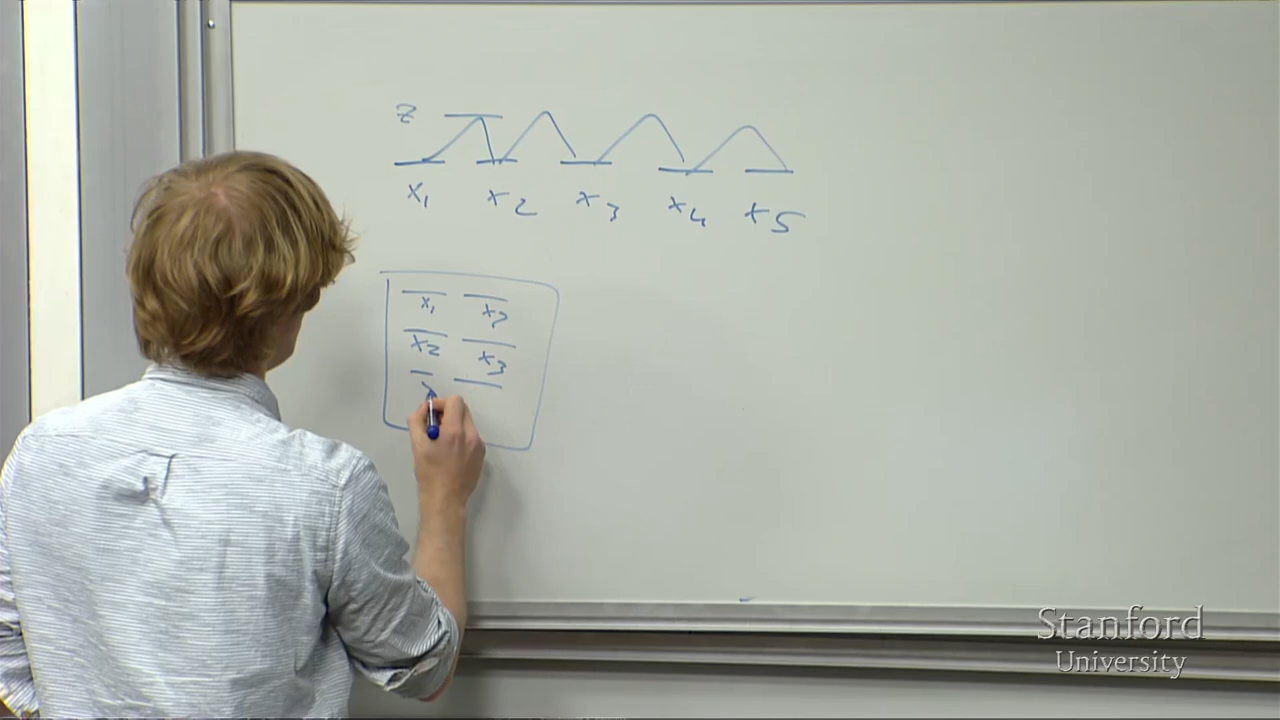 z
x1 x2 x3 x4 x5
x1 x2
x2 x3
Stanford
University